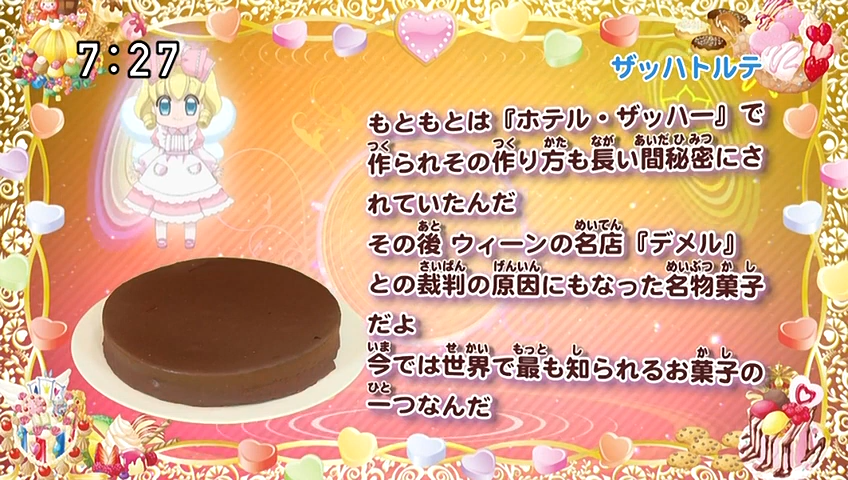 7:27
ザッハトルテ
もともとは『ホテル・ザッハー』で
作られその作り方も長い間秘密にさ
れていたんだ
その後 ウィーンの名店『デメル』
との裁判の原因にもなった名物菓子
だよ
今では世界で最も知られるお菓子の
一つなんだ